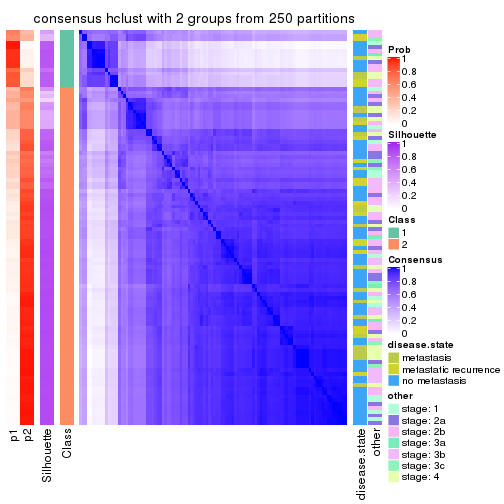 consensus hclust with 2 groups from 250 partitions
p1
p2
Silhouette
Class
disease.state
other
Prob
1
0.8
0.6
0.4
0.2
0
Silhouette
1
0.8
0.6
0.4
0.2
0
Class
1
2
Consensus
1
0.8
0.6
0.4
0.2
0
disease.state
metastasis
metastatic recurrence
no metastasis
other
stage: 1
stage: 2a
stage: 2b
stage: 3a
stage: 3b
stage: 3c
stage: 4